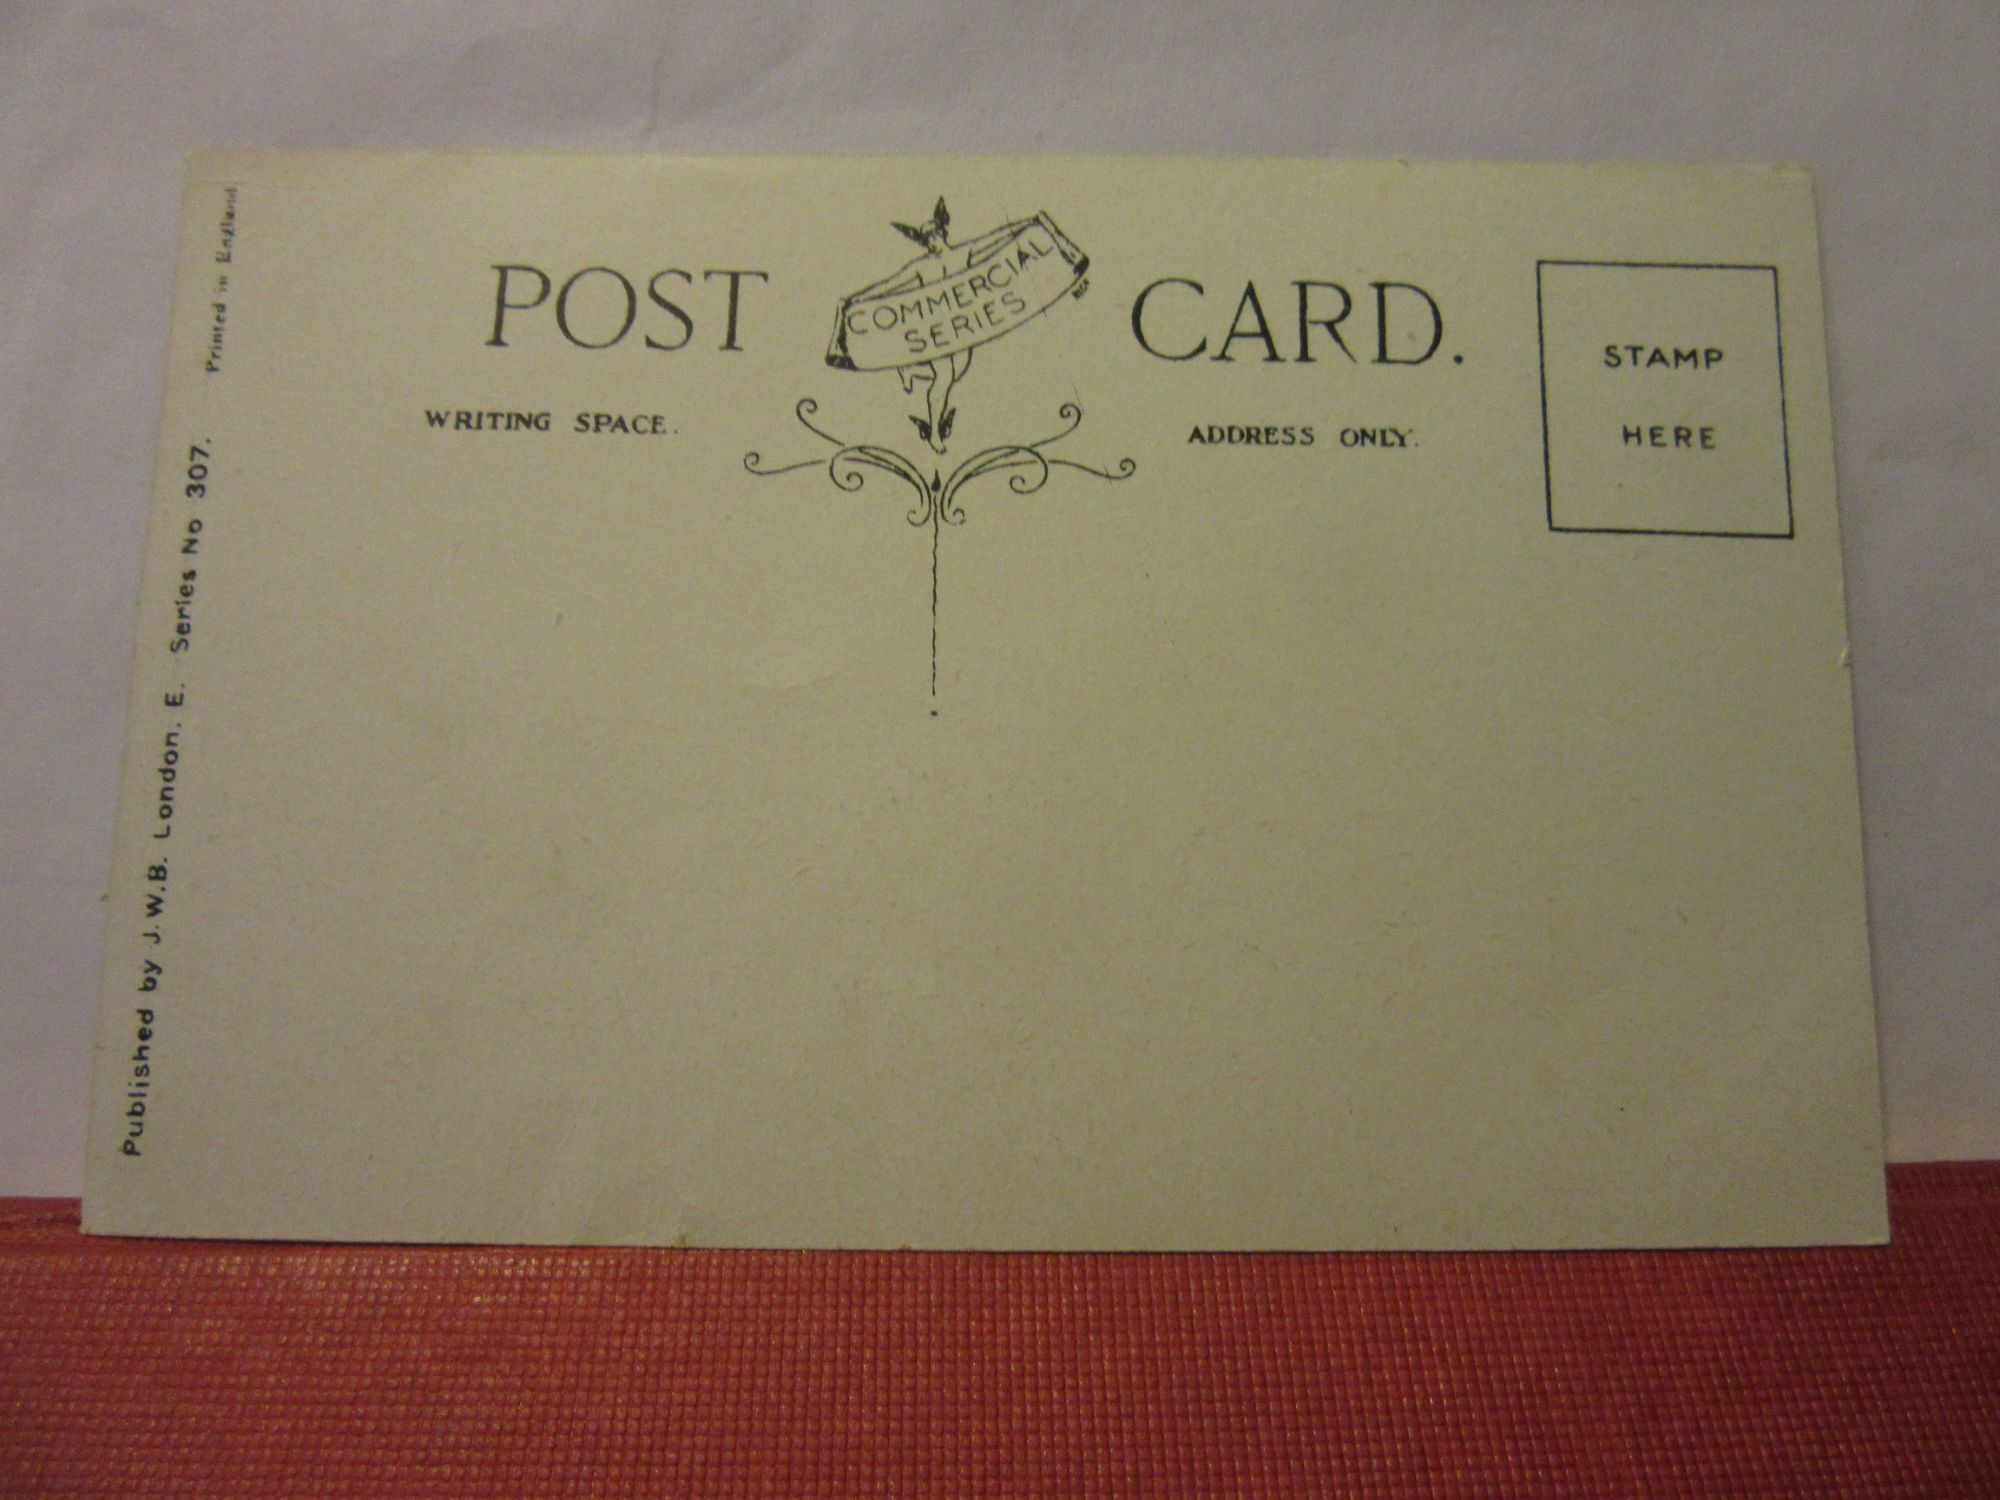 POST CARD.
COMMERCIAL
SERIES
WRITING SPACE.
ADDRESS ONLY.
STAMP
HERE
Published by J.W.B. London. E. Series No 307.
Printed in England